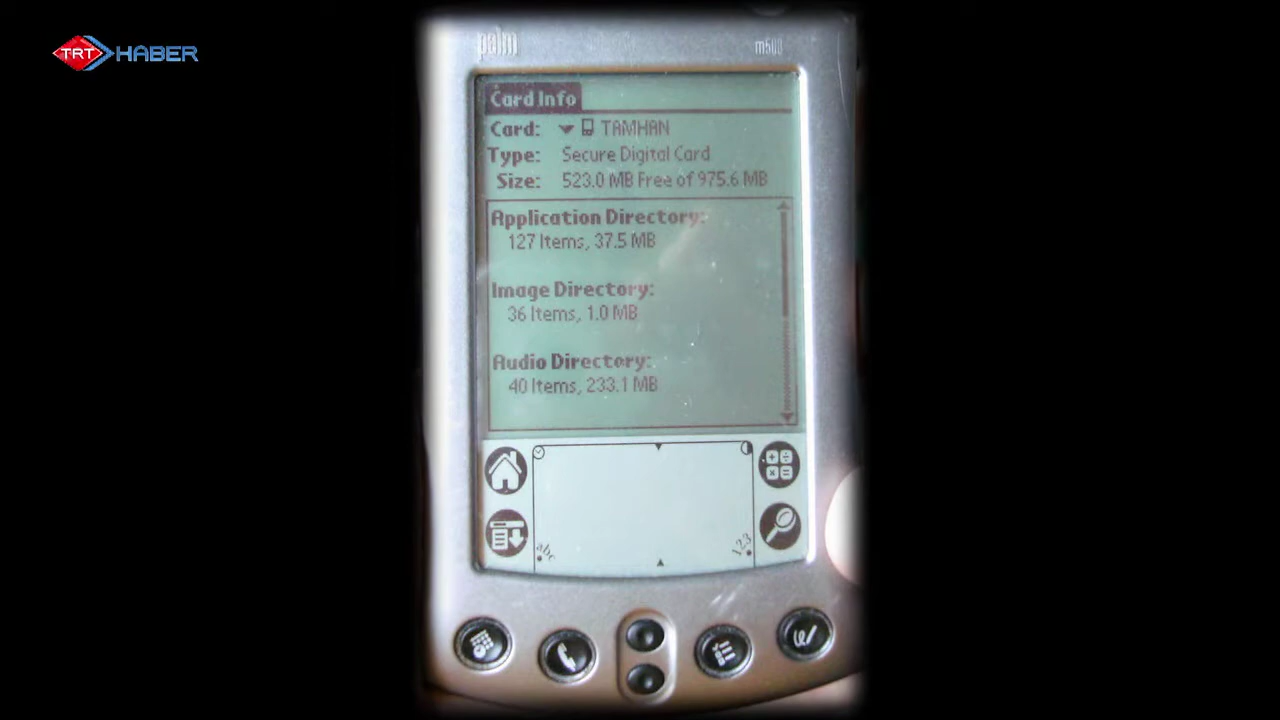 TRT HABER
palm
m500
Card Info
Card: TAMHAN
Type: Secure Digital Card
Size: 523.0 MB Free of 975.6 MB
Application Directory:
127 Items, 37.5 MB
Image Directory:
36 Items, 1.0 MB
Audio Directory:
40 Items, 233.1 MB
abc
123